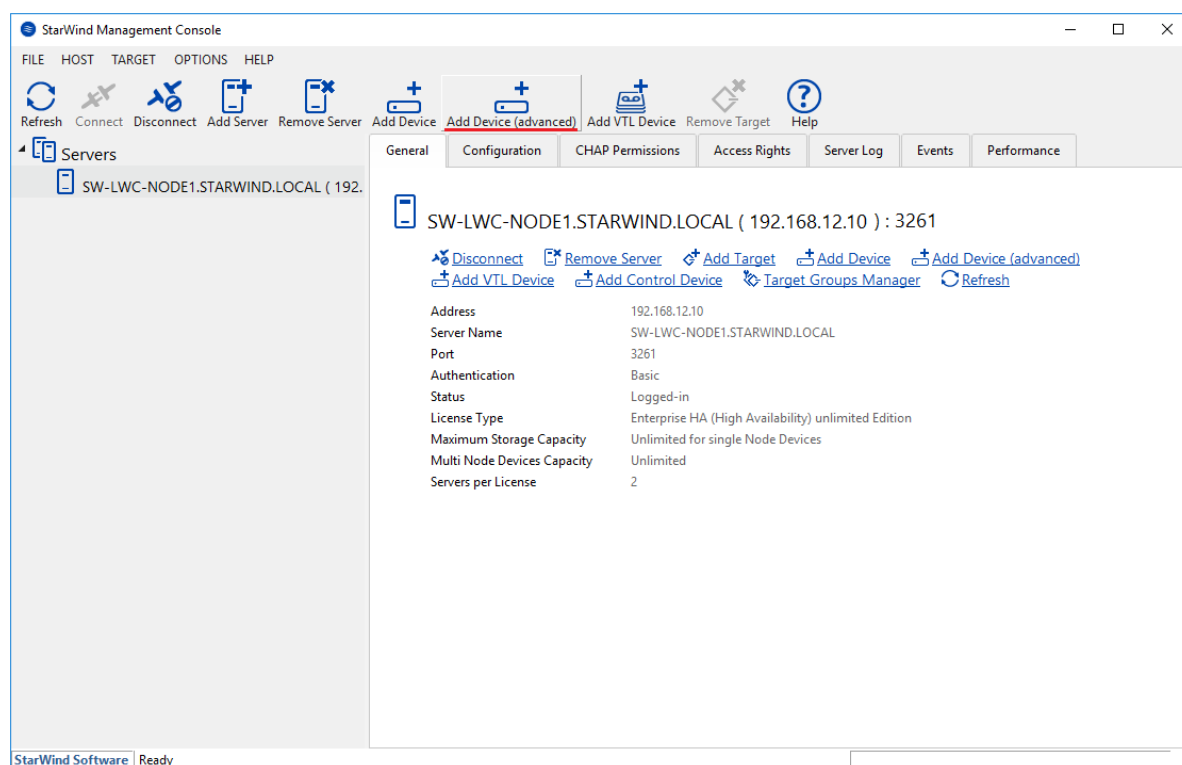 StarWind Management Console
FILE HOST TARGET OPTIONS HELP
Refresh Connect Disconnect Add Server Remove Server Add Device Add Device (advanced) Add VTL Device Remove Target Help
Servers
SW-LWC-NODE1.STARWIND.LOCAL ( 192.
General Configuration CHAP Permissions Access Rights Server Log Events Performance
SW-LWC-NODE1.STARWIND.LOCAL ( 192.168.12.10 ) : 3261
Disconnect Remove Server Add Target Add Device Add Device (advanced)
Add VTL Device Add Control Device Target Groups Manager Refresh
Address 192.168.12.10
Server Name SW-LWC-NODE1.STARWIND.LOCAL
Port 3261
Authentication Basic
Status Logged-in
License Type Enterprise HA (High Availability) unlimited Edition
Maximum Storage Capacity Unlimited for single Node Devices
Multi Node Devices Capacity Unlimited
Servers per License 2
StarWind Software Ready